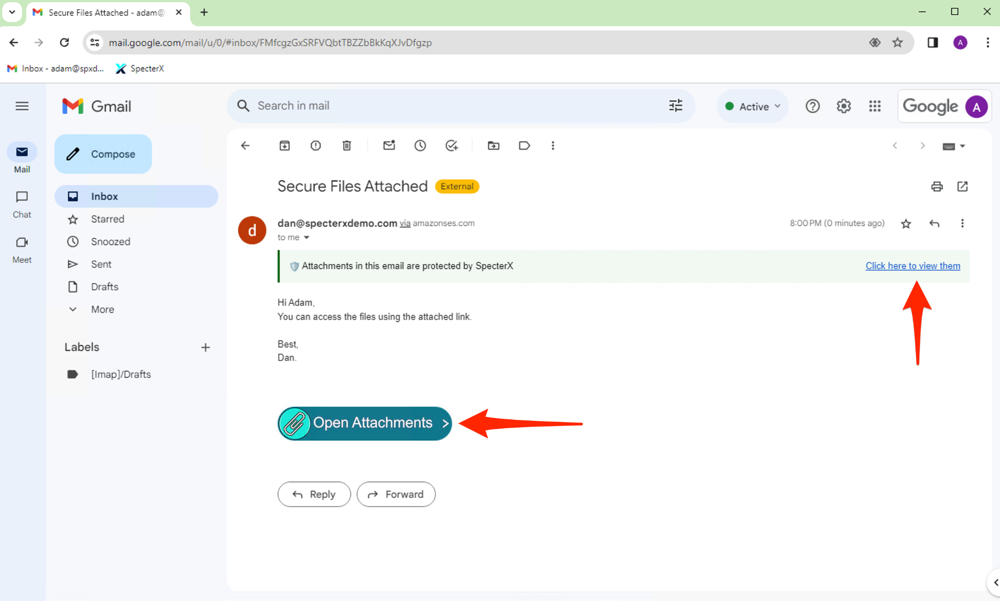 Secure Files Attached - adam@
mail.google.com/mail/u/0/#inbox/FMfcgzGxSRFVQbtTBZZbBkKqXJvDfgzp
A
Inbox - adam@spxd...
SpecterX
Gmail
Search in mail
Active
Google
A
Mail
Chat
Meet
Compose
Inbox
Starred
Snoozed
Sent
Drafts
More
Labels
[Imap]/Drafts
Secure Files Attached
External
d
dan@specterxdemo.com via amazonses.com
8:00 PM (0 minutes ago)
to me
Attachments in this email are protected by SpecterX
Click here to view them
Hi Adam,
You can access the files using the attached link.
Best,
Dan.
Open Attachments >
Reply
Forward